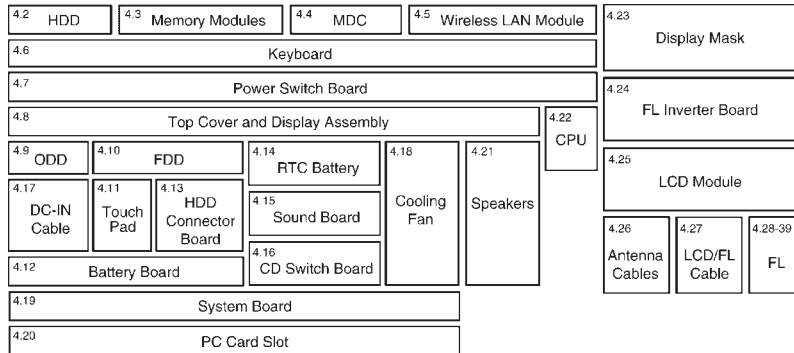 4.2 HDD
4.3 Memory Modules
4.4 MDC
4.5 Wireless LAN Module
4.6 Keyboard
4.7 Power Switch Board
4.8 Top Cover and Display Assembly
4.22 CPU
4.9 ODD
4.10 FDD
4.14 RTC Battery
4.18 Cooling
Fan
4.21 Speakers
4.17 DC-IN
Cable
4.11 Touch
Pad
4.13 HDD
Connector
Board
4.15 Sound Board
4.16 CD Switch Board
4.12 Battery Board
4.19 System Board
4.20 PC Card Slot
4.23 Display Mask
4.24 FL Inverter Board
4.25 LCD Module
4.26 Antenna
Cables
4.27 LCD/FL
Cable
4.28-39 FL